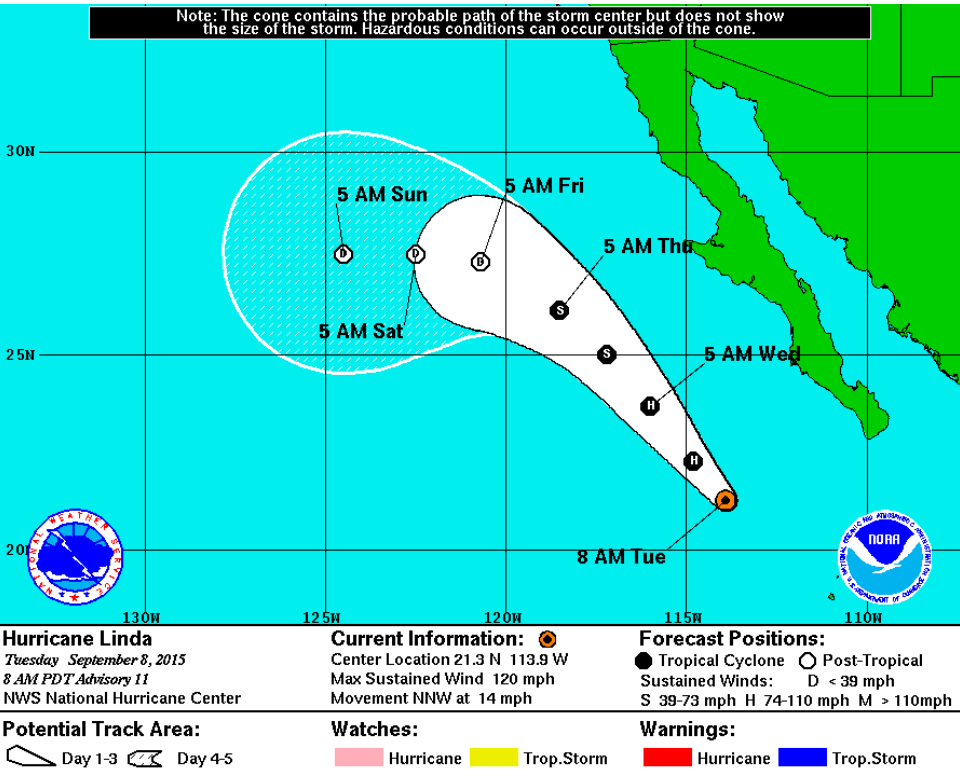 Note: The cone contains the probable path of the storm center but does not show
the size of the storm. Hazardous conditions can occur outside of the cone.
30N
5 AM Sun
5 AM Fri
5 AM Thu
5 AM Sat
25N
5 AM Wed
8 AM Tue
20N
NATIONAL WEATHER SERVICE
NOAA
130W 125W 120W 115W 110W
D D D S S H H
Hurricane Linda
Tuesday September 8, 2015
8 AM PDT Advisory 11
NWS National Hurricane Center
Current Information:
Center Location 21.3 N 113.9 W
Max Sustained Wind 120 mph
Movement NNW at 14 mph
Forecast Positions:
Tropical Cyclone Post-Tropical
Sustained Winds: D < 39 mph
S 39-73 mph H 74-110 mph M > 110mph
Potential Track Area:
Day 1-3 Day 4-5
Watches:
Hurricane Trop.Storm
Warnings:
Hurricane Trop.Storm